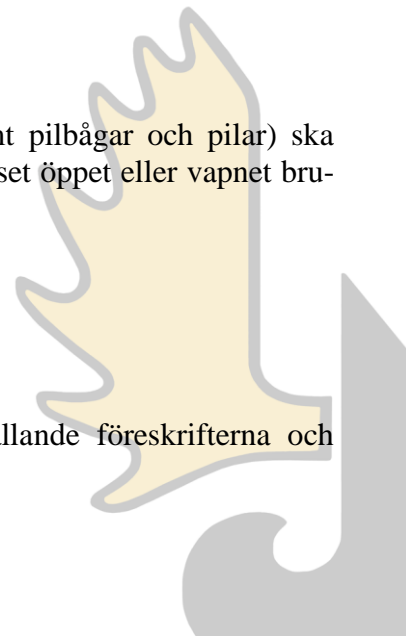 nt pilbågar och pilar) ska
set öppet eller vapnet bru-
llande föreskrifterna och